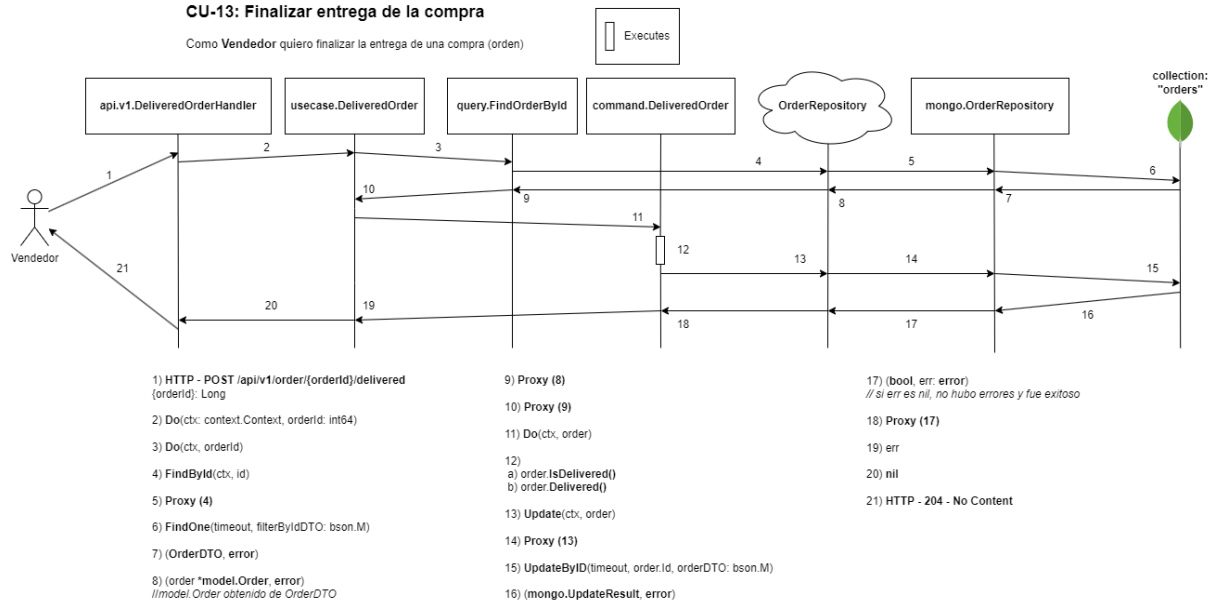 CU-13: Finalizar entrega de la compra
Como Vendedor quiero finalizar la entrega de una compra (orden)
Executes
api.v1.DeliveredOrderHandler
usecase.DeliveredOrder
query.FindOrderById
command.DeliveredOrder
OrderRepository
mongo.OrderRepository
collection:
"orders"
Vendedor
1
2
3
4
5
6
7
8
9
10
11
12
13
14
15
16
17
18
19
20
21
1) HTTP - POST /api/v1/order/{orderId}/delivered
{orderId}: Long
2) Do(ctx: context.Context, orderId: int64)
3) Do(ctx, orderId)
4) FindById(ctx, id)
5) Proxy (4)
6) FindOne(timeout, filterByIdDTO: bson.M)
7) (OrderDTO, error)
8) (order *model.Order, error)
//model.Order obtenido de OrderDTO
9) Proxy (8)
10) Proxy (9)
11) Do(ctx, order)
12)
a) order.IsDelivered()
b) order.Delivered()
13) Update(ctx, order)
14) Proxy (13)
15) UpdateByID(timeout, order.Id, orderDTO: bson.M)
16) (mongo.UpdateResult, error)
17) (bool, err: error)
// si err es nil, no hubo errores y fue exitoso
18) Proxy (17)
19) err
20) nil
21) HTTP - 204 - No Content